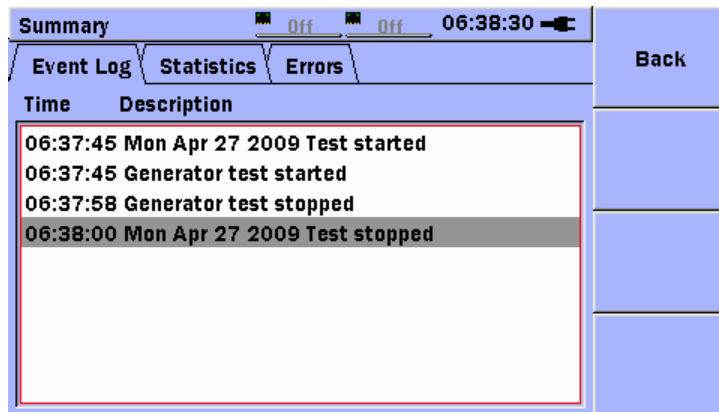 Summary Off Off 06:38:30
Back
Event Log Statistics Errors
Time Description
06:37:45 Mon Apr 27 2009 Test started
06:37:45 Generator test started
06:37:58 Generator test stopped
06:38:00 Mon Apr 27 2009 Test stopped